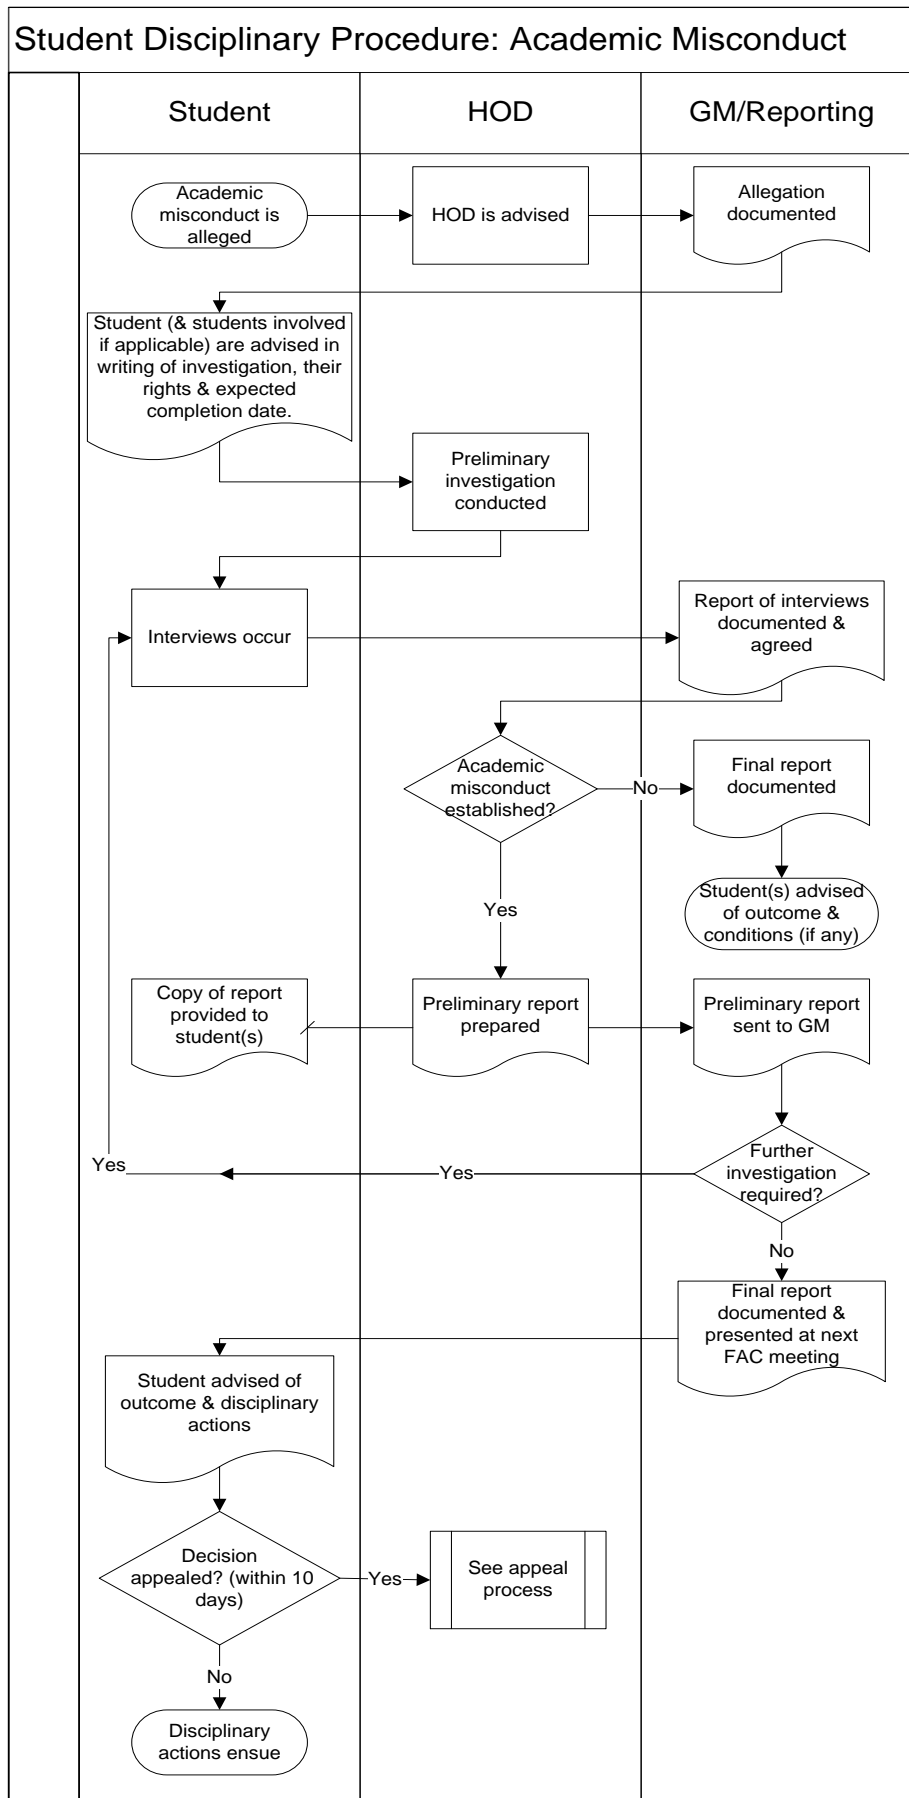 Student Disciplinary Procedure: Academic Misconduct
Student
HOD
GM/Reporting
Academic
misconduct is
alleged
HOD is advised
Allegation
documented
Student (& students involved
if applicable) are advised in
writing of investigation, their
rights & expected
completion date.
Preliminary
investigation
conducted
Interviews occur
Report of interviews
documented &
agreed
Academic
misconduct
established?
No
Final report
documented
Student(s) advised
of outcome &
conditions (if any)
Yes
Copy of report
provided to
student(s)
Preliminary report
prepared
Preliminary report
sent to GM
Further
investigation
required?
Yes
Yes
No
Final report
documented &
presented at next
FAC meeting
Student advised of
outcome & disciplinary
actions
Decision
appealed? (within 10
days)
Yes
See appeal
process
No
Disciplinary
actions ensue